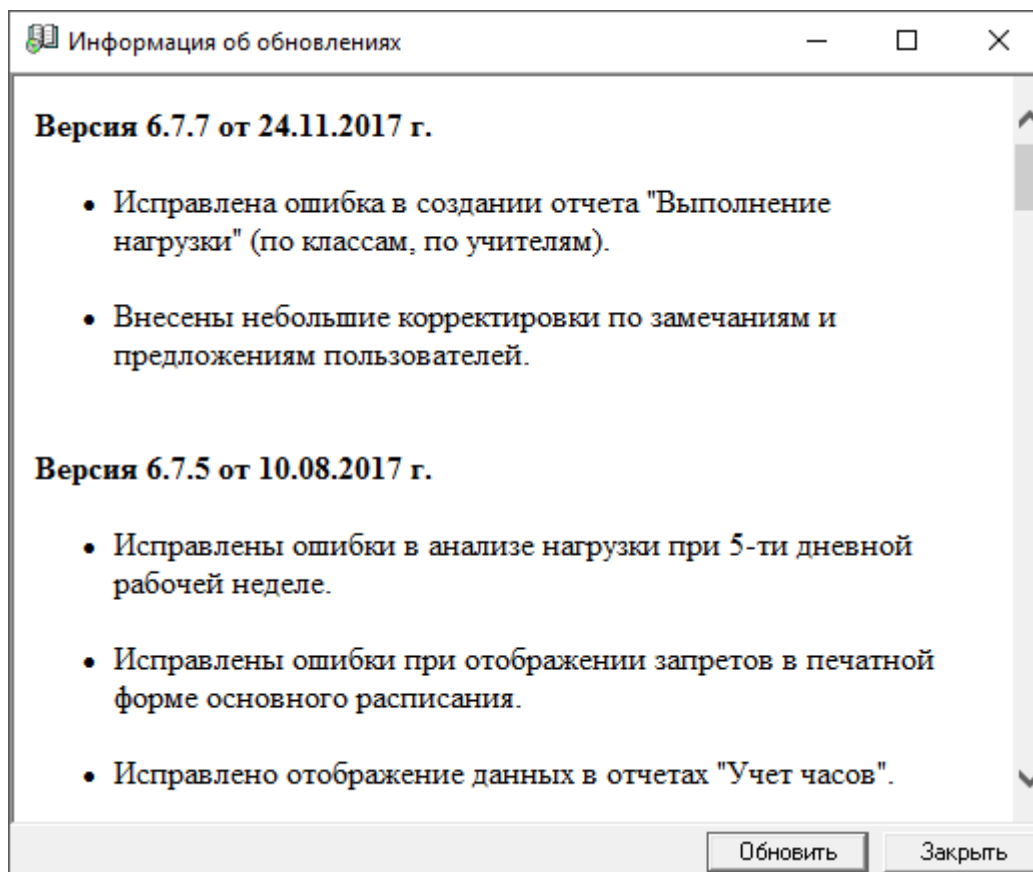 Информация об обновлениях
Версия 6.7.7 от 24.11.2017 г.
Исправлена ошибка в создании отчета "Выполнение
нагрузки" (по классам, по учителям).
Внесены небольшие корректировки по замечаниям и
предложениям пользователей.
Версия 6.7.5 от 10.08.2017 г.
Исправлены ошибки в анализе нагрузки при 5-ти дневной
рабочей неделе.
Исправлены ошибки при отображении запретов в печатной
форме основного расписания.
Исправлено отображение данных в отчетах "Учет часов".
Обновить Закрыть